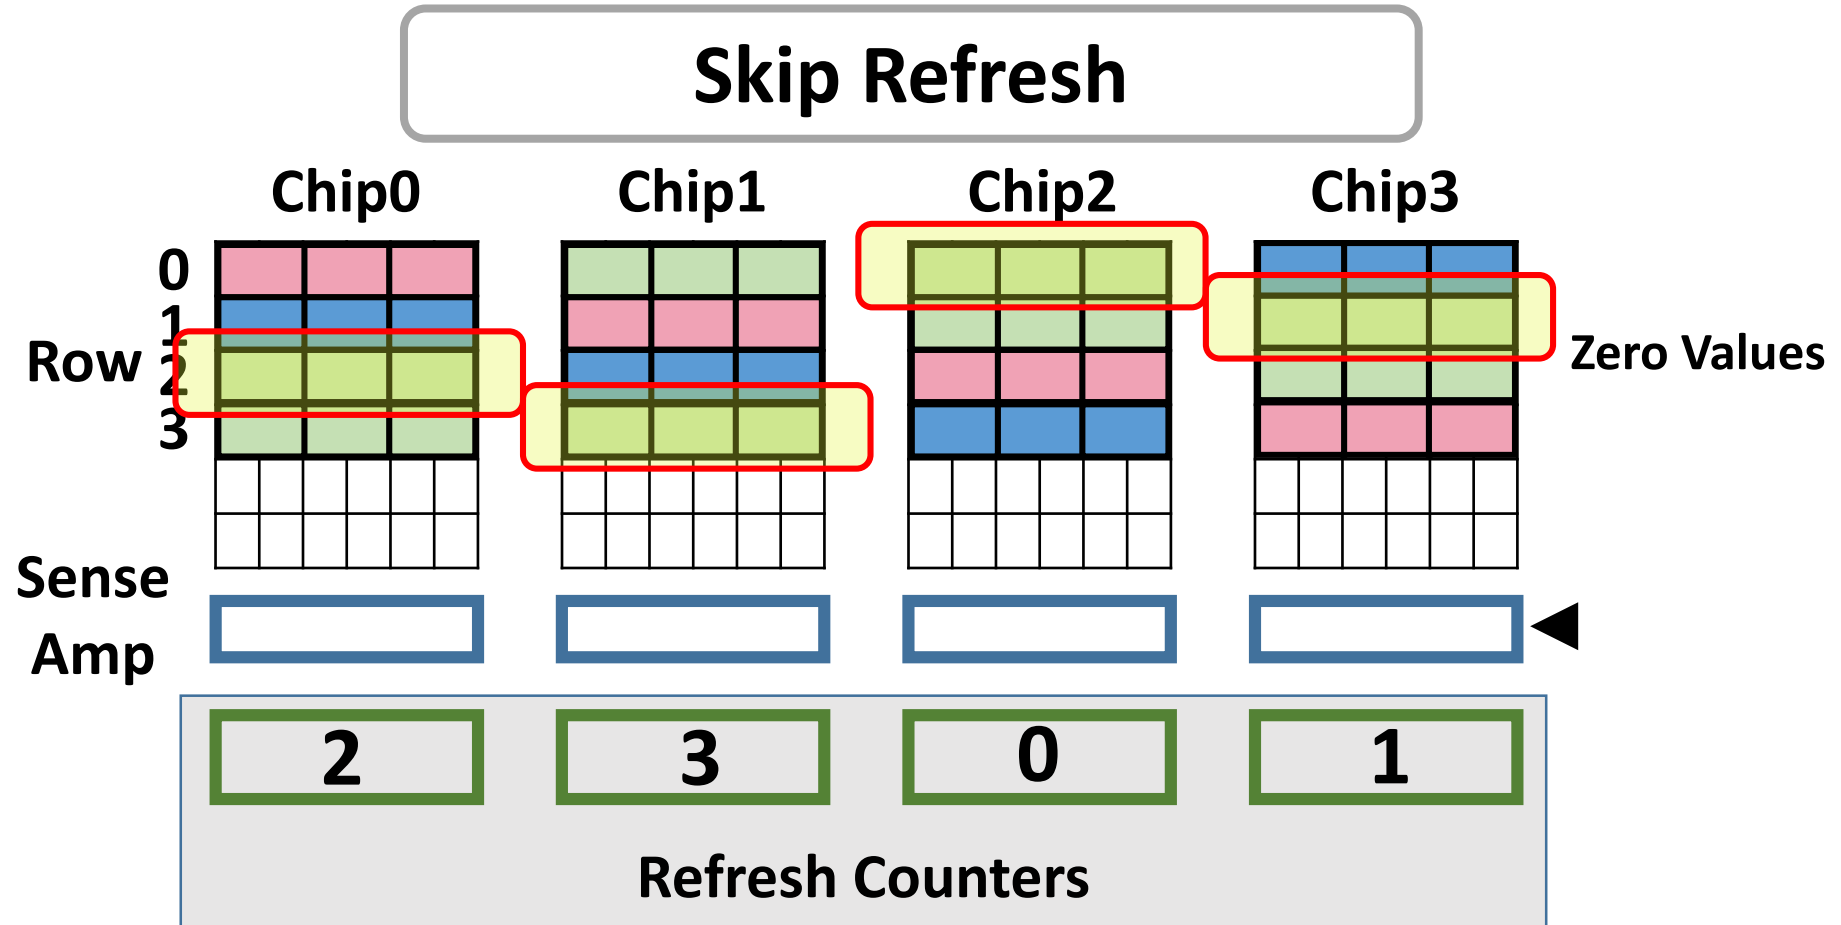 Skip Refresh
Chip0 Chip1 Chip2 Chip3
0
1
Row
2
3
Zero Values
Sense
Amp
2 3 0 1
Refresh Counters